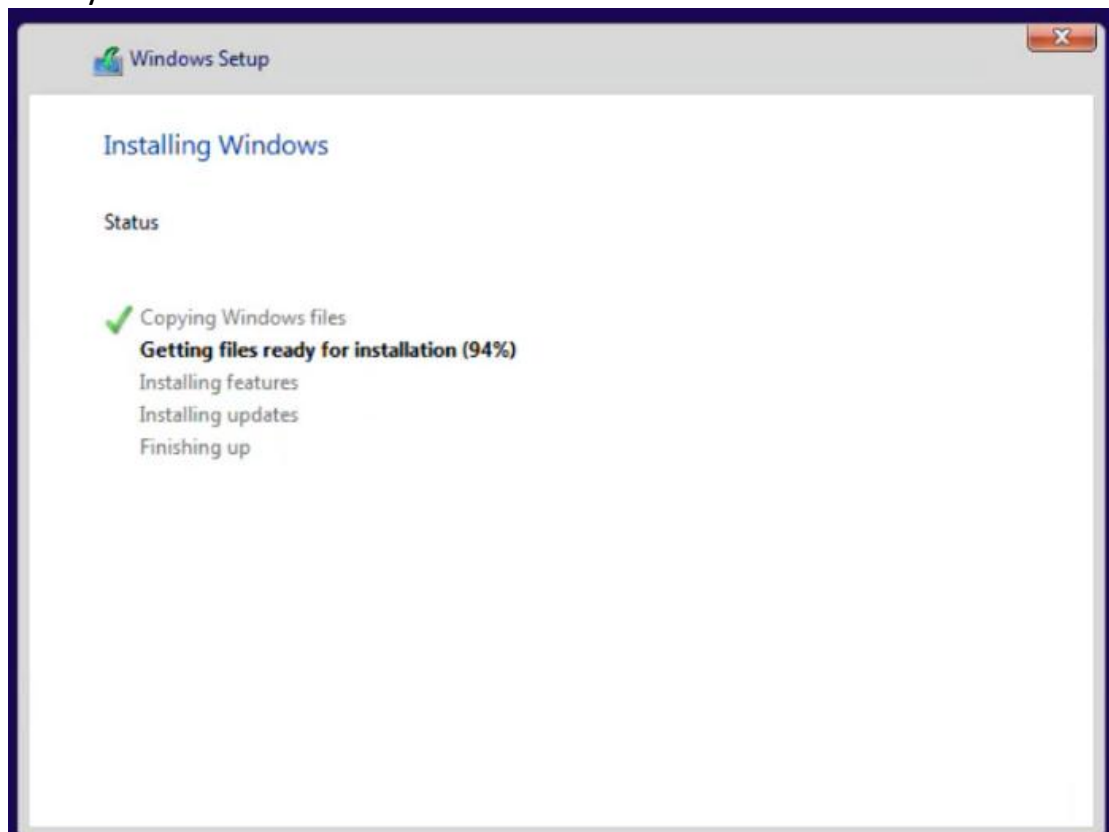 Windows Setup
Installing Windows
Status
Copying Windows files
Getting files ready for installation (94%)
Installing features
Installing updates
Finishing up